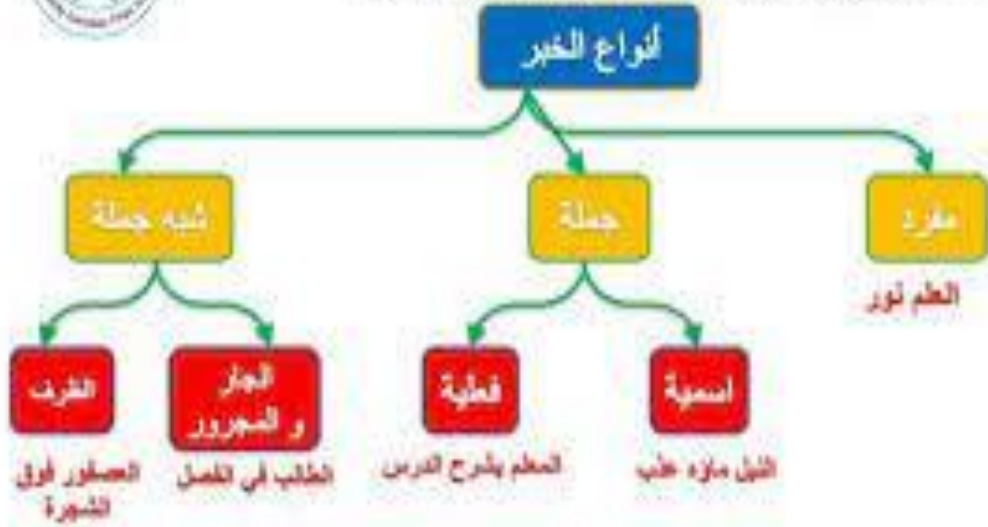 أنواع الخبر
مفرد
العلم نور
جملة
اسمية
النيل ماؤه عذب
فعلية
المعلم يشرح الدرس
شبه جملة
الجار
و المجرور
الطالب في الفصل
الظرف
العصفور فوق
الشجرة